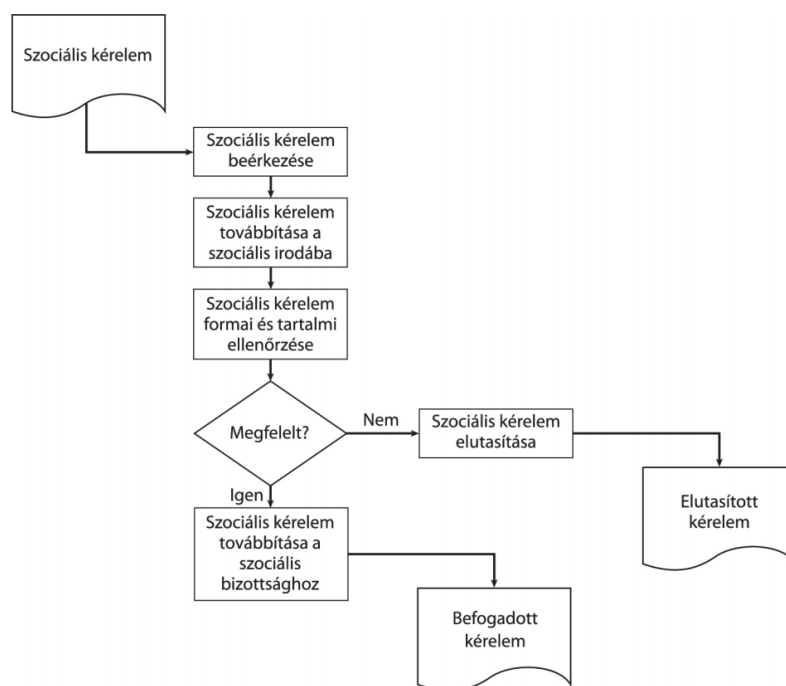 Szociális kérelem
Szociális kérelem
beérkezése
Szociális kérelem
továbbítása a
szociális irodába
Szociális kérelem
formai és tartalmi
ellenőrzése
Megfelelt?
Nem
Szociális kérelem
elutasítása
Elutasított
kérelem
Igen
Szociális kérelem
továbbítása a
szociális
bizottsághoz
Befogadott
kérelem